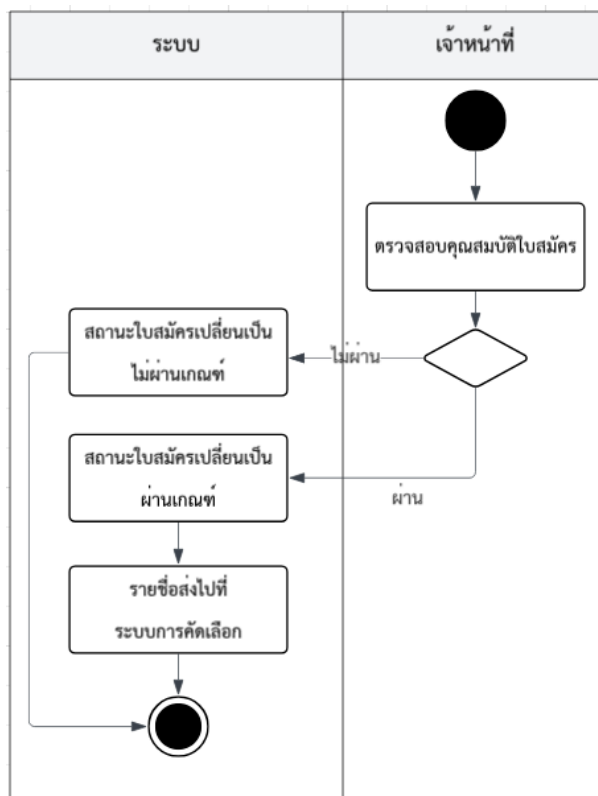 ระบบ
เจ้าหน้าที่
ตรวจสอบคุณสมบัติใบสมัคร
สถานะใบสมัครเปลี่ยนเป็น
ไม่ผ่านเกณฑ์
ไม่ผ่าน
สถานะใบสมัครเปลี่ยนเป็น
ผ่านเกณฑ์
ผ่าน
รายชื่อส่งไปที่
ระบบการคัดเลือก